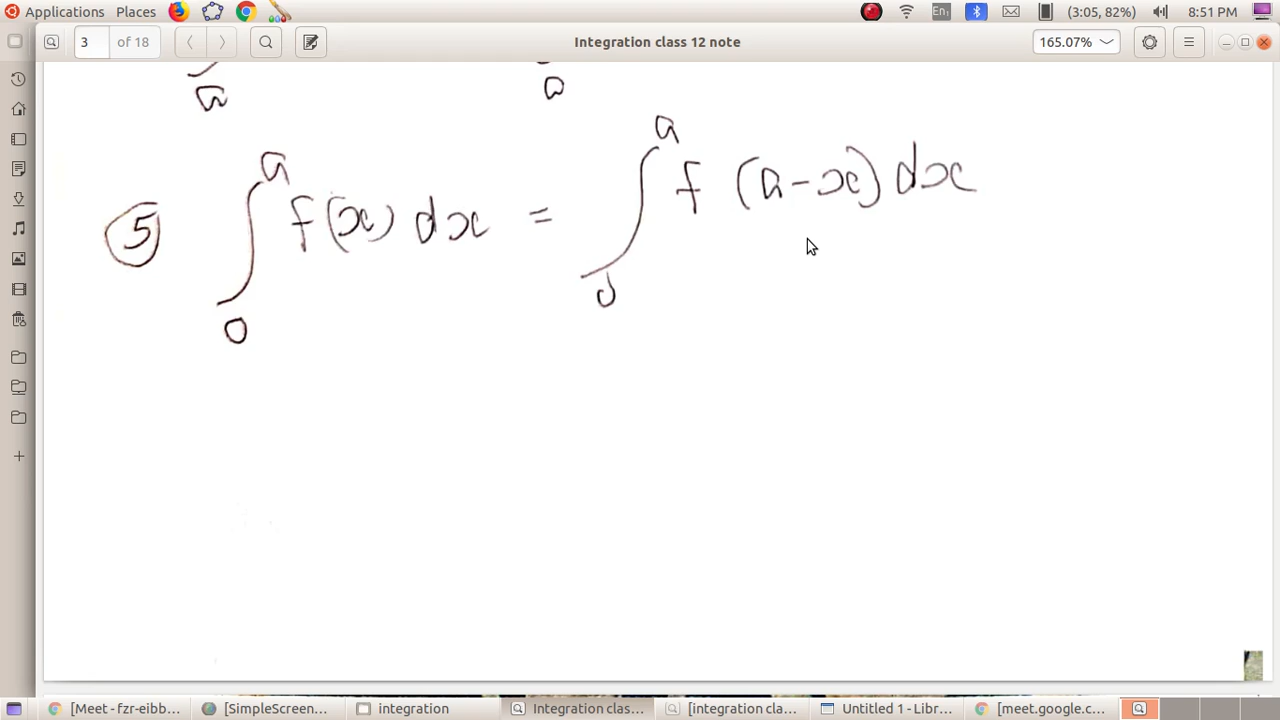 Applications Places En₁ (3:05, 82%) 8:51 PM
3 of 18 Integration class 12 note 165.07%
a
⑤ ∫₀ᵃ f(x) dx = ∫₀ᵃ f (a-x) dx
[Meet - fzr-eibb... [SimpleScreen... integration Integration clas... [integration cla... Untitled 1 - Libr... [meet.google.c...